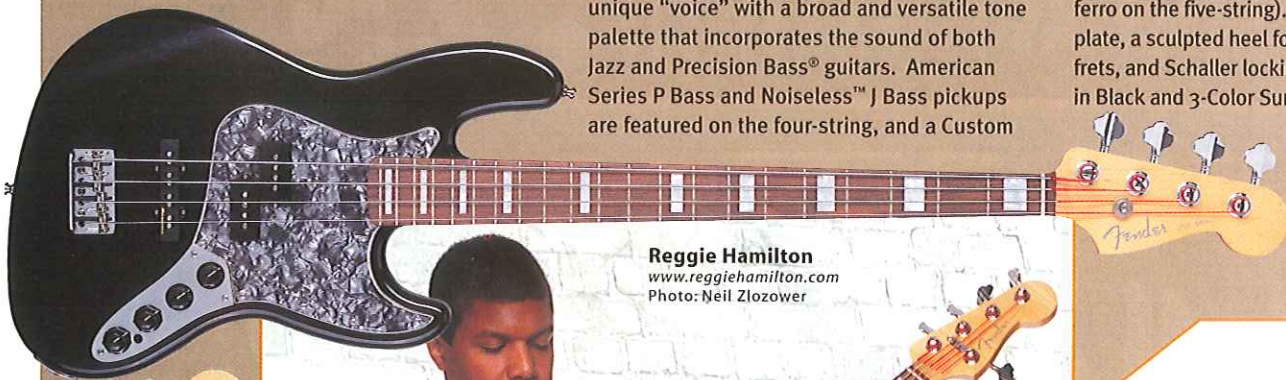 unique “voice” with a broad and versatile tone
palette that incorporates the sound of both
Jazz and Precision Bass® guitars. American
Series P Bass and Noiseless™ J Bass pickups
are featured on the four-string, and a Custom
ferro on the five-string).
plate, a sculpted heel fo
frets, and Schaller locki
in Black and 3-Color Su
Fender
Reggie Hamilton
www.reggiehamilton.com
Photo: Neil Zlozower